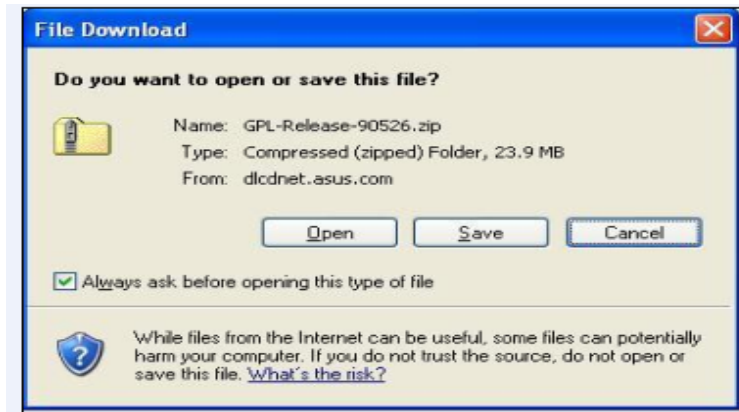 File Download
Do you want to open or save this file?
Name: GPL-Release-90526.zip
Type: Compressed (zipped) Folder, 23.9 MB
From: dlcdnet.asus.com
Open Save Cancel
Always ask before opening this type of file
While files from the Internet can be useful, some files can potentially
harm your computer. If you do not trust the source, do not open or
save this file. What's the risk?